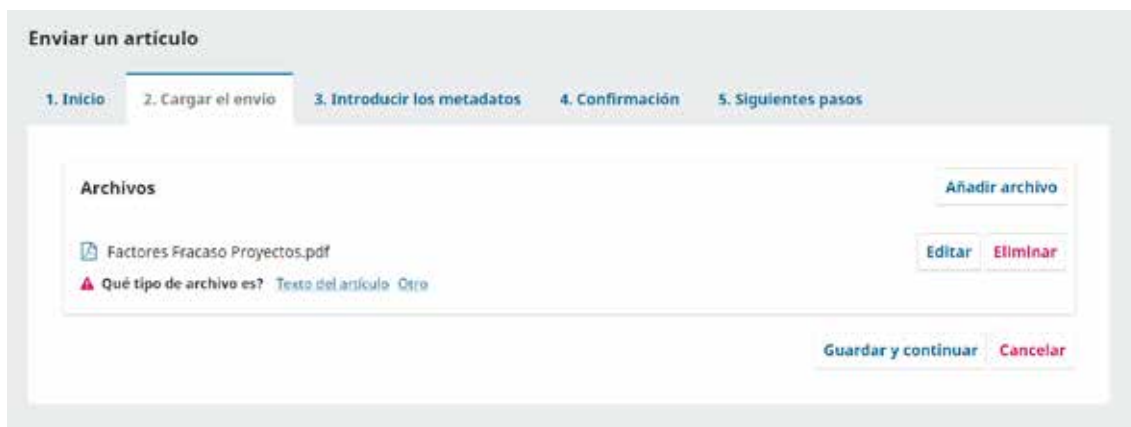 Enviar un artículo
1. Inicio 2. Cargar el envío 3. Introducir los metadatos 4. Confirmación 5. Siguientes pasos
Archivos Añadir archivo
Factores Fracaso Proyectos.pdf Editar Eliminar
Qué tipo de archivo es? Texto del artículo Otro
Guardar y continuar Cancelar